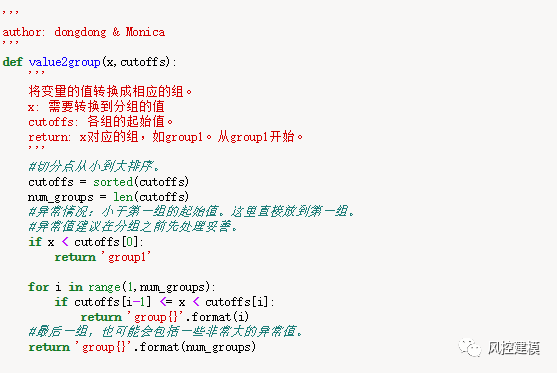 '''
author: dongdong & Monica
'''
def value2group(x,cutoffs):
    '''
    将变量的值转换成相应的组。
    x: 需要转换到分组的值
    cutoffs: 各组的起始值。
    return: x对应的组，如group1。从group1开始。
    '''
    #切分点从小到大排序。
    cutoffs = sorted(cutoffs)
    num_groups = len(cutoffs)
    #异常情况：小于第一组的起始值。这里直接放到第一组。
    #异常值建议在分组之前先处理妥善。
    if x < cutoffs[0]:
        return 'group1'

    for i in range(1,num_groups):
        if cutoffs[i-1] <= x < cutoffs[i]:
            return 'group{}'.format(i)
    #最后一组，也可能会包括一些非常大的异常值。
    return 'group{}'.format(num_groups)
风控建模